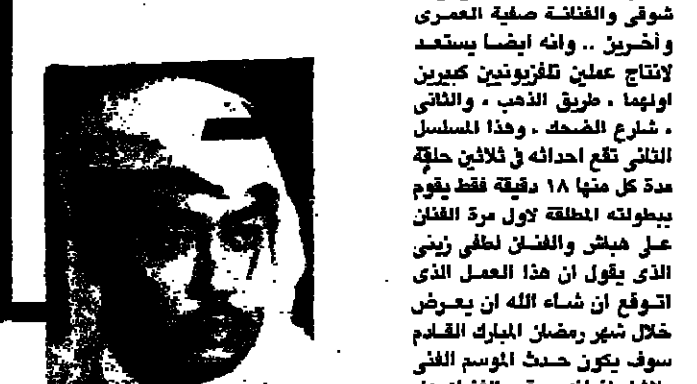 شوقى والفنانة صفية العمرى
وآخرين .. وانه ايضا يستعد
لانتاج عملين تلفزيونيين كبيرين
اولهما . طريق الذهب . والثانى
. شارع الضحك . وهذا المسلسل
الثانى تقع احداثه في ثلاثين حلقة
مدة كل منها ١٨ دقيقة فقط يقوم
ببطولته المطلقة لاول مرة الفنان
على هباش والفنان لطفى زينى
الذى يقول ان هذا العمل الذى
اتوقع ان شاء الله ان يعرض
خلال شهر رمضان المبارك القادم
سوف يكون حدث الموسم الفنى